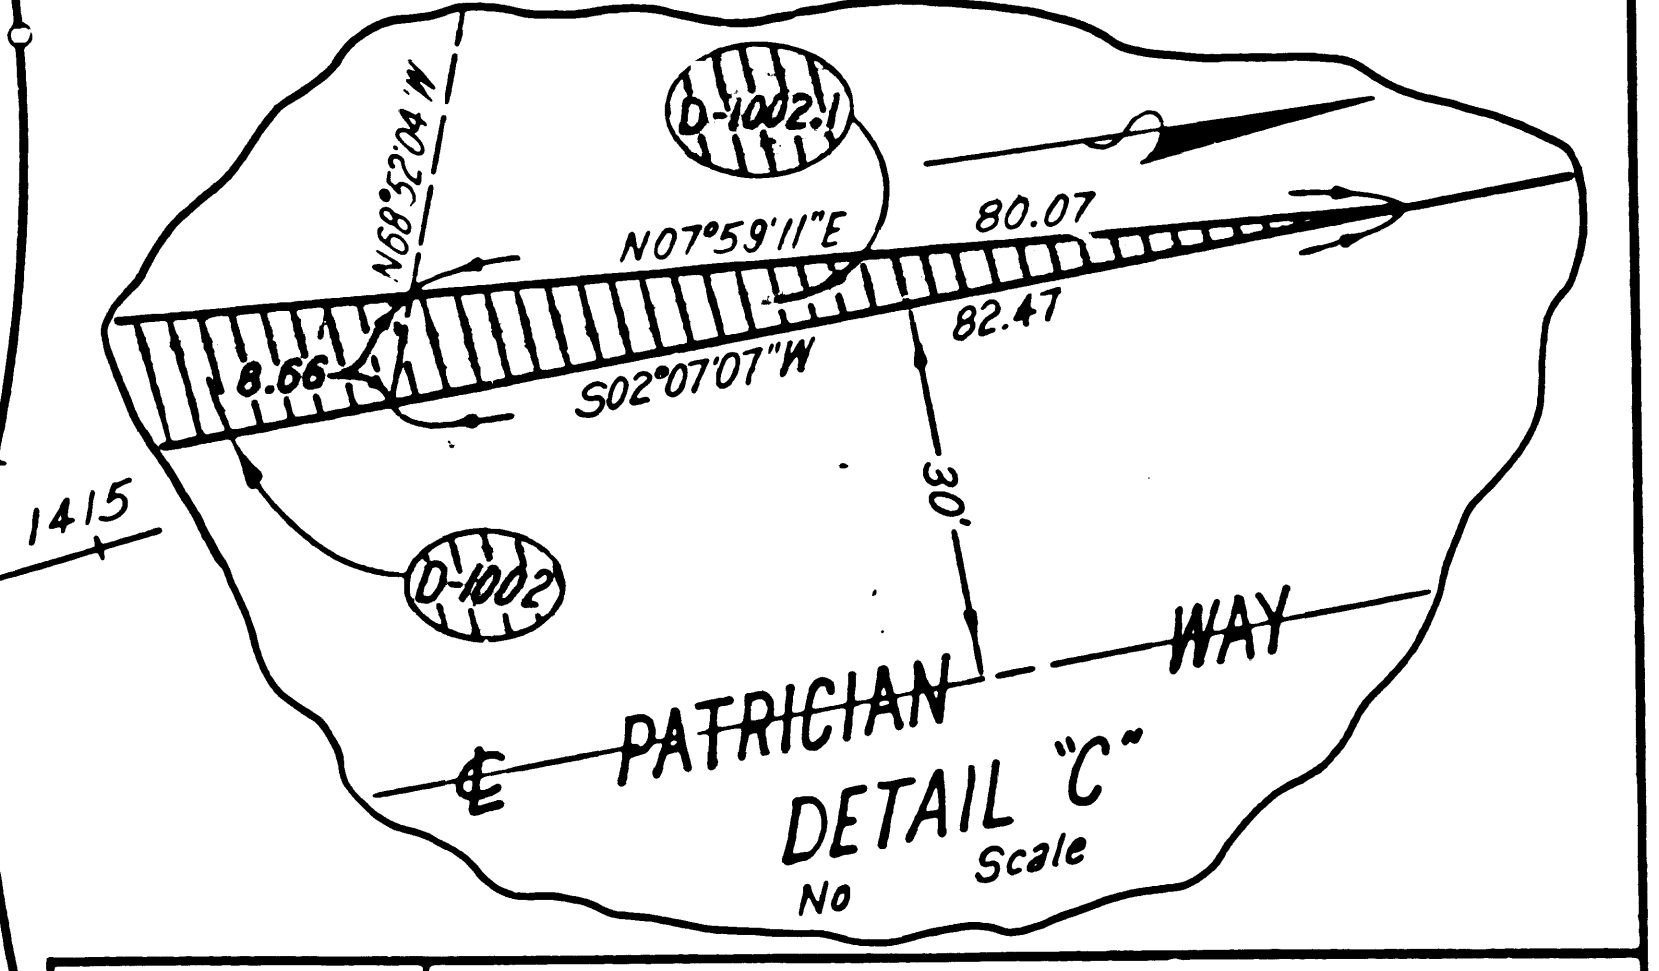 N68°52'04"W
D-1002.1
N07°59'11"E
80.07
8.66
S02°07'07"W
82.47
1415
30'
D-1002
℄ PATRICIAN WAY
DETAIL "C"
No Scale